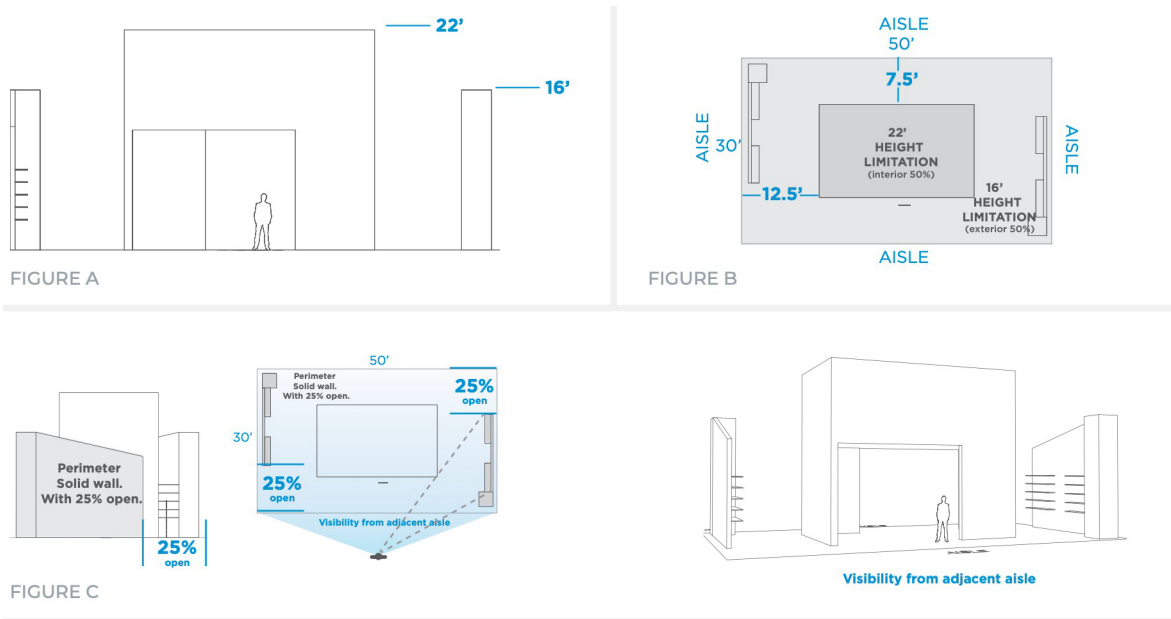 22’
16’
FIGURE A
AISLE
50’
7.5’
AISLE
30’
22’
HEIGHT
LIMITATION
(interior 50%)
12.5’
16’
HEIGHT
LIMITATION
(exterior 50%)
AISLE
AISLE
FIGURE B
Perimeter
Solid wall.
With 25% open.
25%
open
50’
30’
Perimeter
Solid wall.
With 25% open.
25%
open
25%
open
Visibility from adjacent aisle
FIGURE C
AISLE
Visibility from adjacent aisle